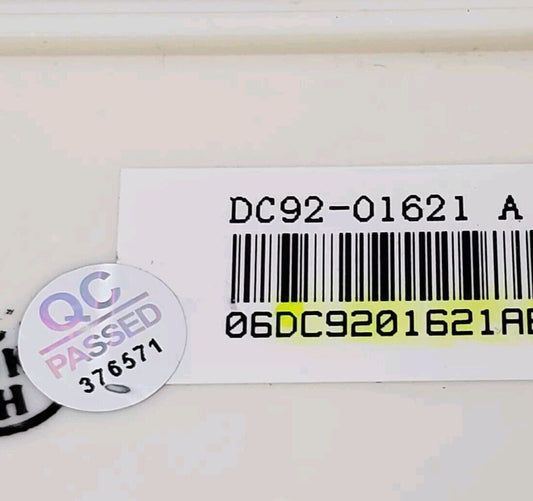 DC92-01621 A
06DC9201621A
QC
PASSED
376571
H